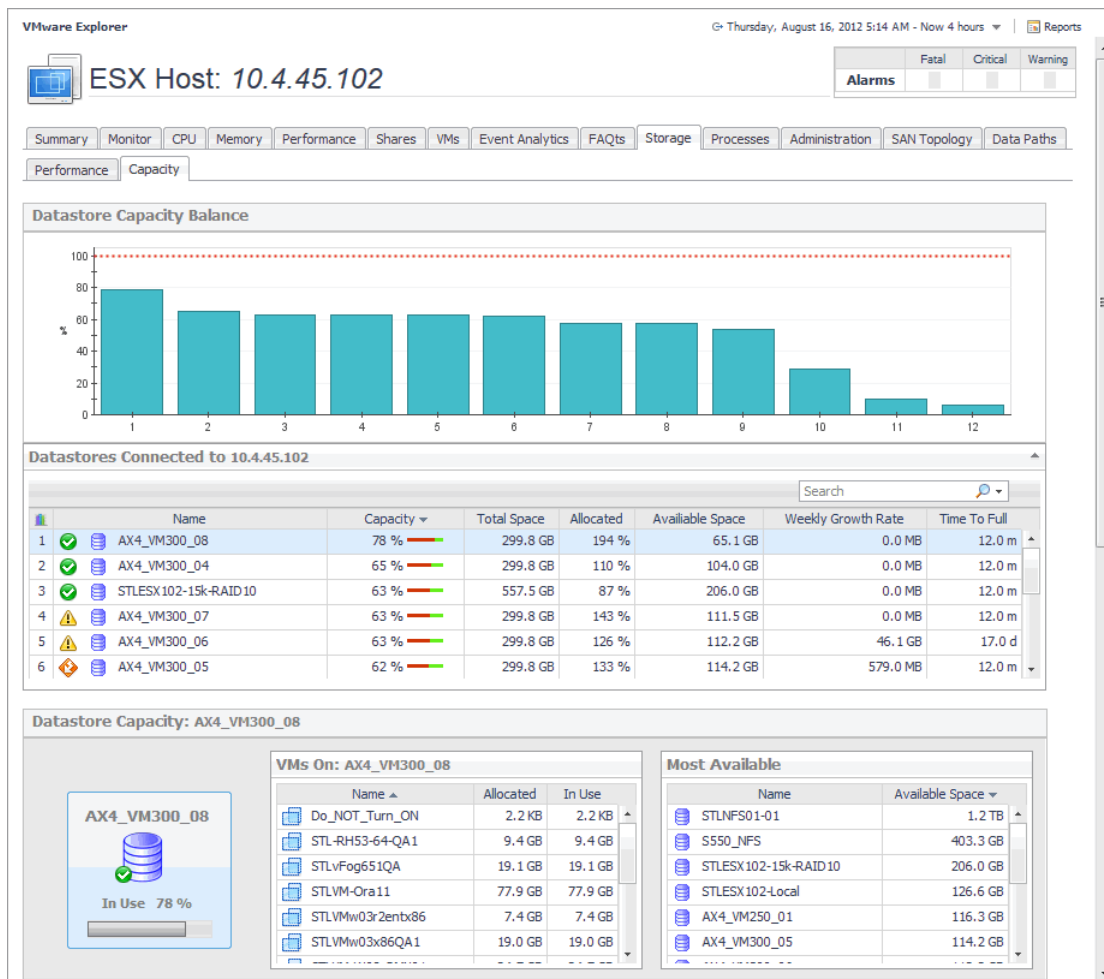 VMware Explorer
Thursday, August 16, 2012 5:14 AM - Now 4 hours
Reports
ESX Host: 10.4.45.102
Fatal Critical Warning
Alarms
Summary Monitor CPU Memory Performance Shares VMs Event Analytics FAQts Storage Processes Administration SAN Topology Data Paths
Performance Capacity
Datastore Capacity Balance
100
80
60
40
20
0
%
1 2 3 4 5 6 7 8 9 10 11 12
Datastores Connected to 10.4.45.102
Search
Name Capacity Total Space Allocated Availiable Space Weekly Growth Rate Time To Full
1 AX4_VM300_08 78 % 299.8 GB 194 % 65.1 GB 0.0 MB 12.0 m
2 AX4_VM300_04 65 % 299.8 GB 110 % 104.0 GB 0.0 MB 12.0 m
3 STLESX102-15k-RAID10 63 % 557.5 GB 87 % 206.0 GB 0.0 MB 12.0 m
4 AX4_VM300_07 63 % 299.8 GB 143 % 111.5 GB 0.0 MB 12.0 m
5 AX4_VM300_06 63 % 299.8 GB 126 % 112.2 GB 46.1 GB 17.0 d
6 AX4_VM300_05 62 % 299.8 GB 133 % 114.2 GB 579.0 MB 12.0 m
Datastore Capacity: AX4_VM300_08
AX4_VM300_08
In Use 78 %
VMs On: AX4_VM300_08
Name Allocated In Use
Do_NOT_Turn_ON 2.2 KB 2.2 KB
STL-RH53-64-QA1 9.4 GB 9.4 GB
STLvFog651QA 19.1 GB 19.1 GB
STLVM-Ora11 77.9 GB 77.9 GB
STLVMw03r2entx86 7.4 GB 7.4 GB
STLVMw03x86QA1 19.0 GB 19.0 GB
Most Available
Name Available Space
STLNFS01-01 1.2 TB
S550_NFS 403.3 GB
STLESX102-15k-RAID10 206.0 GB
STLESX102-Local 126.6 GB
AX4_VM250_01 116.3 GB
AX4_VM300_05 114.2 GB